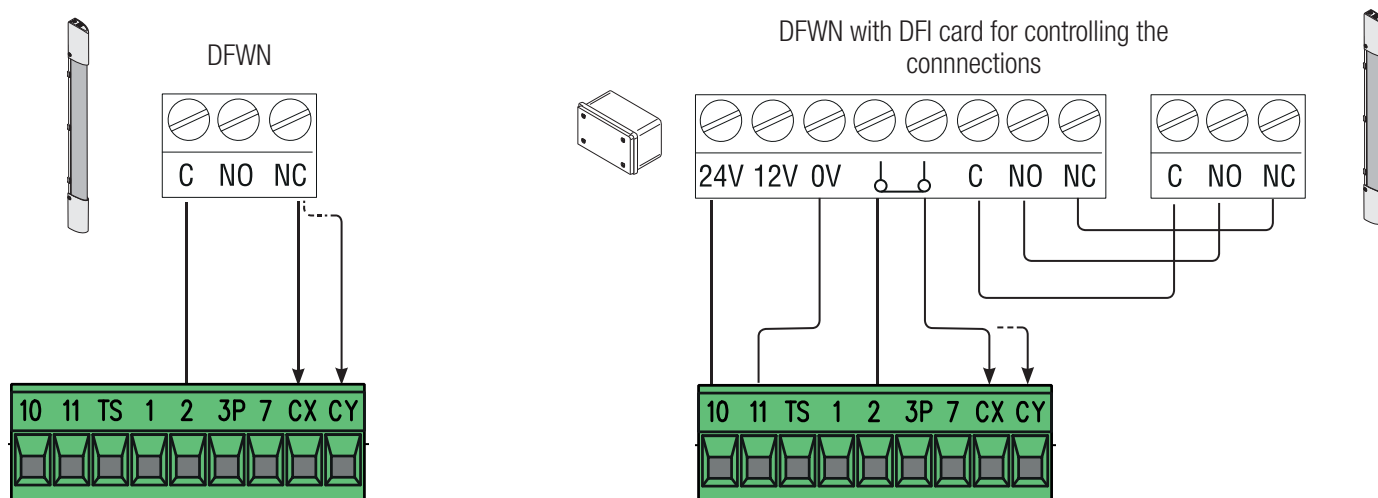 DFWN
C NO NC
10 11 TS 1 2 3P 7 CX CY
DFWN with DFI card for controlling the
connnections
24V 12V 0V C NO NC
C NO NC
10 11 TS 1 2 3P 7 CX CY